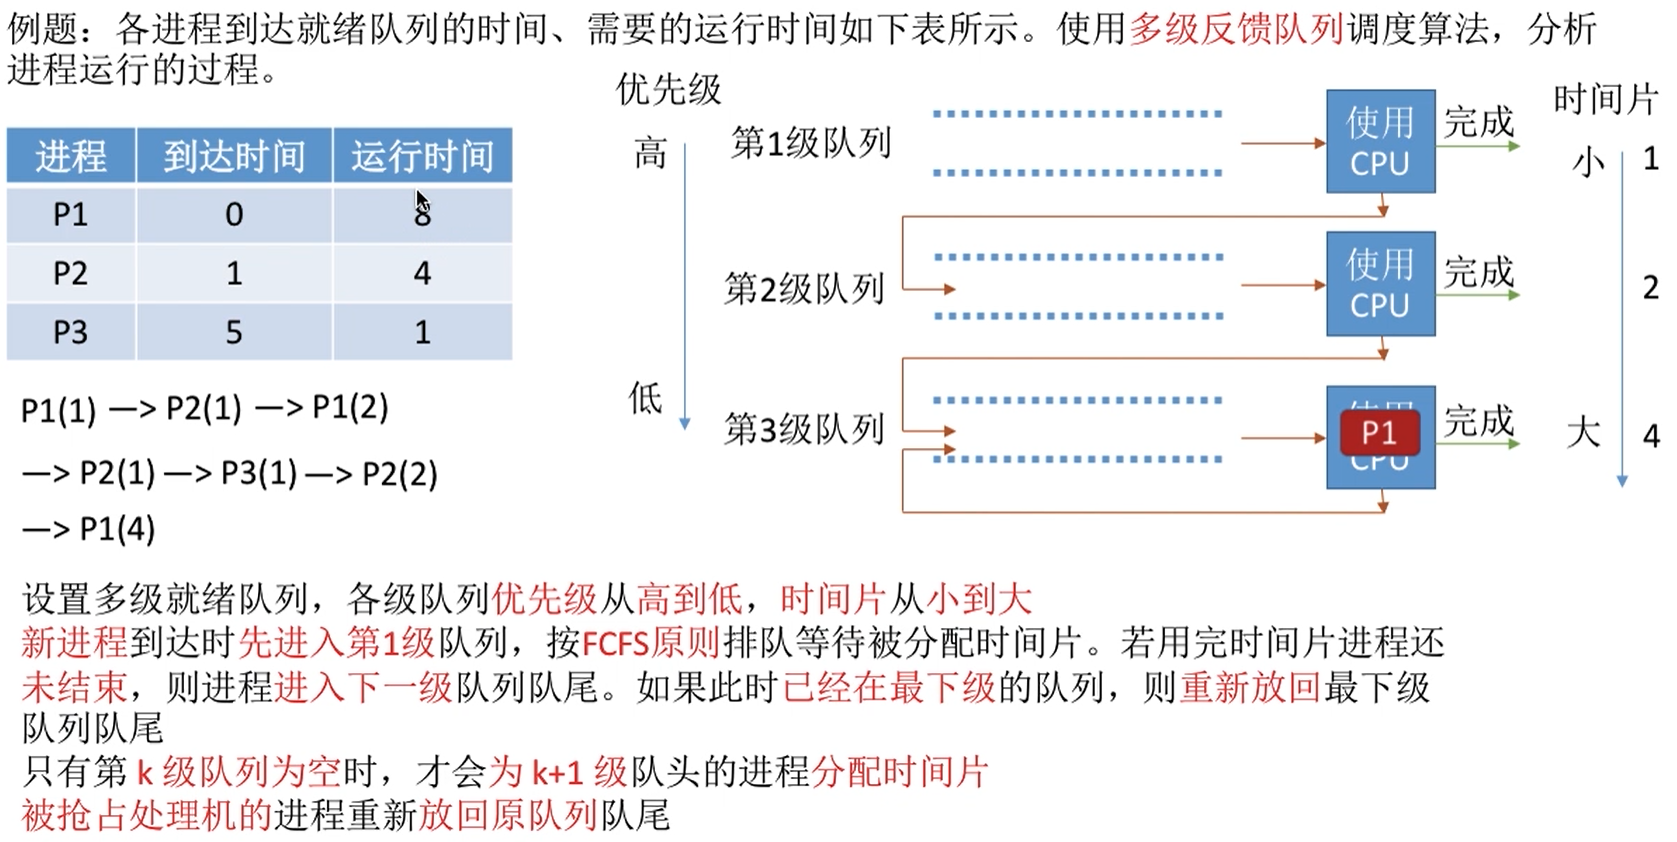 例题：各进程到达就绪队列的时间、需要的运行时间如下表所示。使用多级反馈队列调度算法，分析
进程运行的过程。
进程 到达时间 运行时间
P1 0 8
P2 1 4
P3 5 1
P1(1) —> P2(1) —> P1(2)
—> P2(1) —> P3(1) —> P2(2)
—> P1(4)
优先级
高
低
第1级队列
使用
CPU
完成
第2级队列
使用
CPU
完成
第3级队列
使用
P1
CPU
完成
时间片
小 1
2
大 4
设置多级就绪队列，各级队列优先级从高到低，时间片从小到大
新进程到达时先进入第1级队列，按FCFS原则排队等待被分配时间片。若用完时间片进程还
未结束，则进程进入下一级队列队尾。如果此时已经在最下级的队列，则重新放回最下级
队列队尾
只有第 k 级队列为空时，才会为 k+1 级队头的进程分配时间片
被抢占处理机的进程重新放回原队列队尾